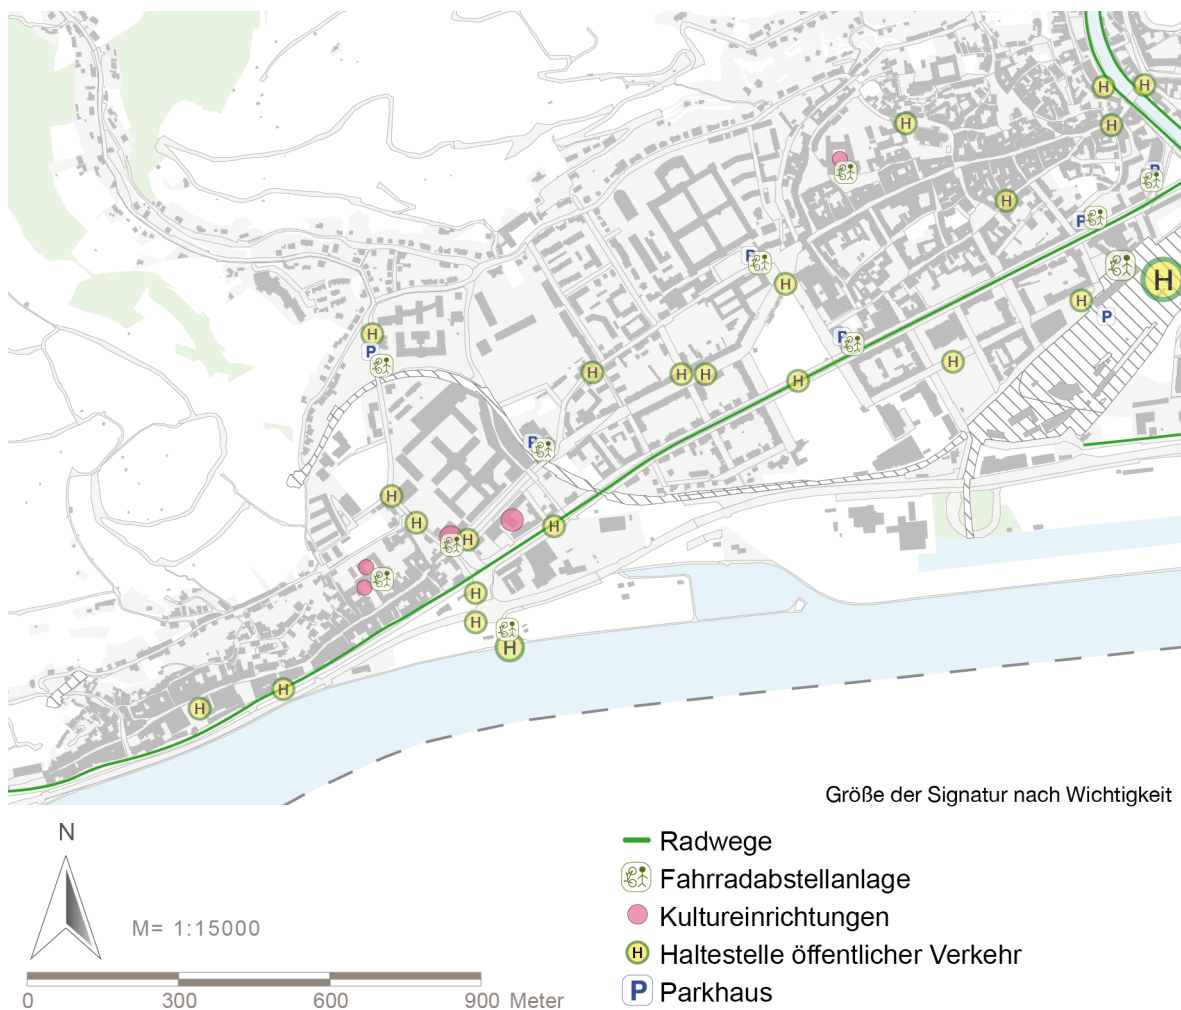 H
H
H
H
P
H
P
P
H
H
H
P
H
P
P
H
H
H
H
H
P
H
H
H
H
H
H
H
H
H
Größe der Signatur nach Wichtigkeit
N
Radwege
Fahrradabstellanlage
Kultureinrichtungen
M= 1:15000
H Haltestelle öffentlicher Verkehr
P Parkhaus
0 300 600 900 Meter